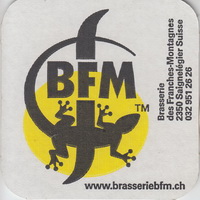 BFM
TM
Brasserie
des Franches-Montagnes
2350 Saignelégier Suisse
032 951 26 26
www.brasseriebfm.ch